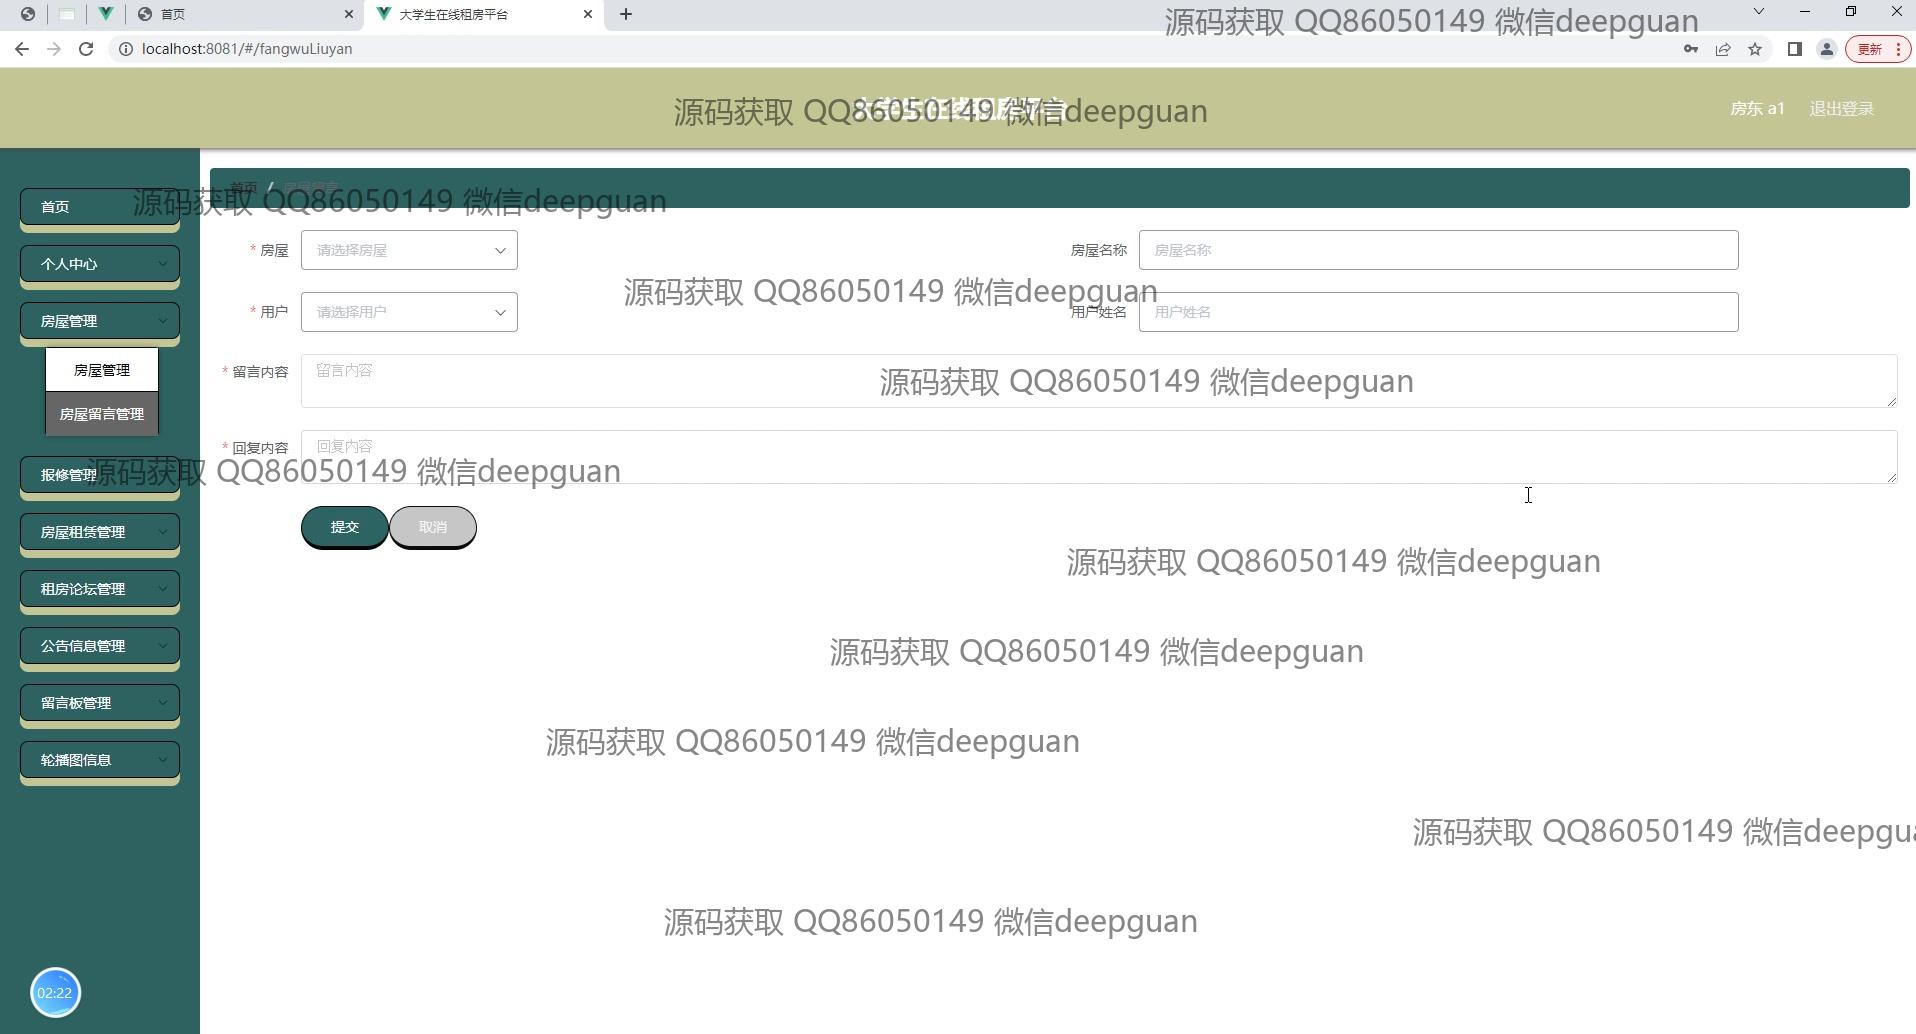 首页
大学生在线租房平台
源码获取 QQ86050149 微信deepguan
localhost:8081/#/fangwuLiuyan
更新
大学生在线租房平台
源码获取 QQ86050149 微信deepguan
房东 a1
退出登录
首页 / 房屋留言
源码获取 QQ86050149 微信deepguan
首页
个人中心
房屋管理
房屋管理
房屋留言管理
报修管理
房屋租赁管理
租房论坛管理
公告信息管理
留言板管理
轮播图信息
* 房屋
请选择房屋
房屋名称
房屋名称
源码获取 QQ86050149 微信deepguan
* 用户
请选择用户
用户姓名
用户姓名
* 留言内容
留言内容
源码获取 QQ86050149 微信deepguan
* 回复内容
回复内容
源码获取 QQ86050149 微信deepguan
提交
取消
源码获取 QQ86050149 微信deepguan
源码获取 QQ86050149 微信deepguan
源码获取 QQ86050149 微信deepguan
源码获取 QQ86050149 微信deepgua
源码获取 QQ86050149 微信deepguan
02:22